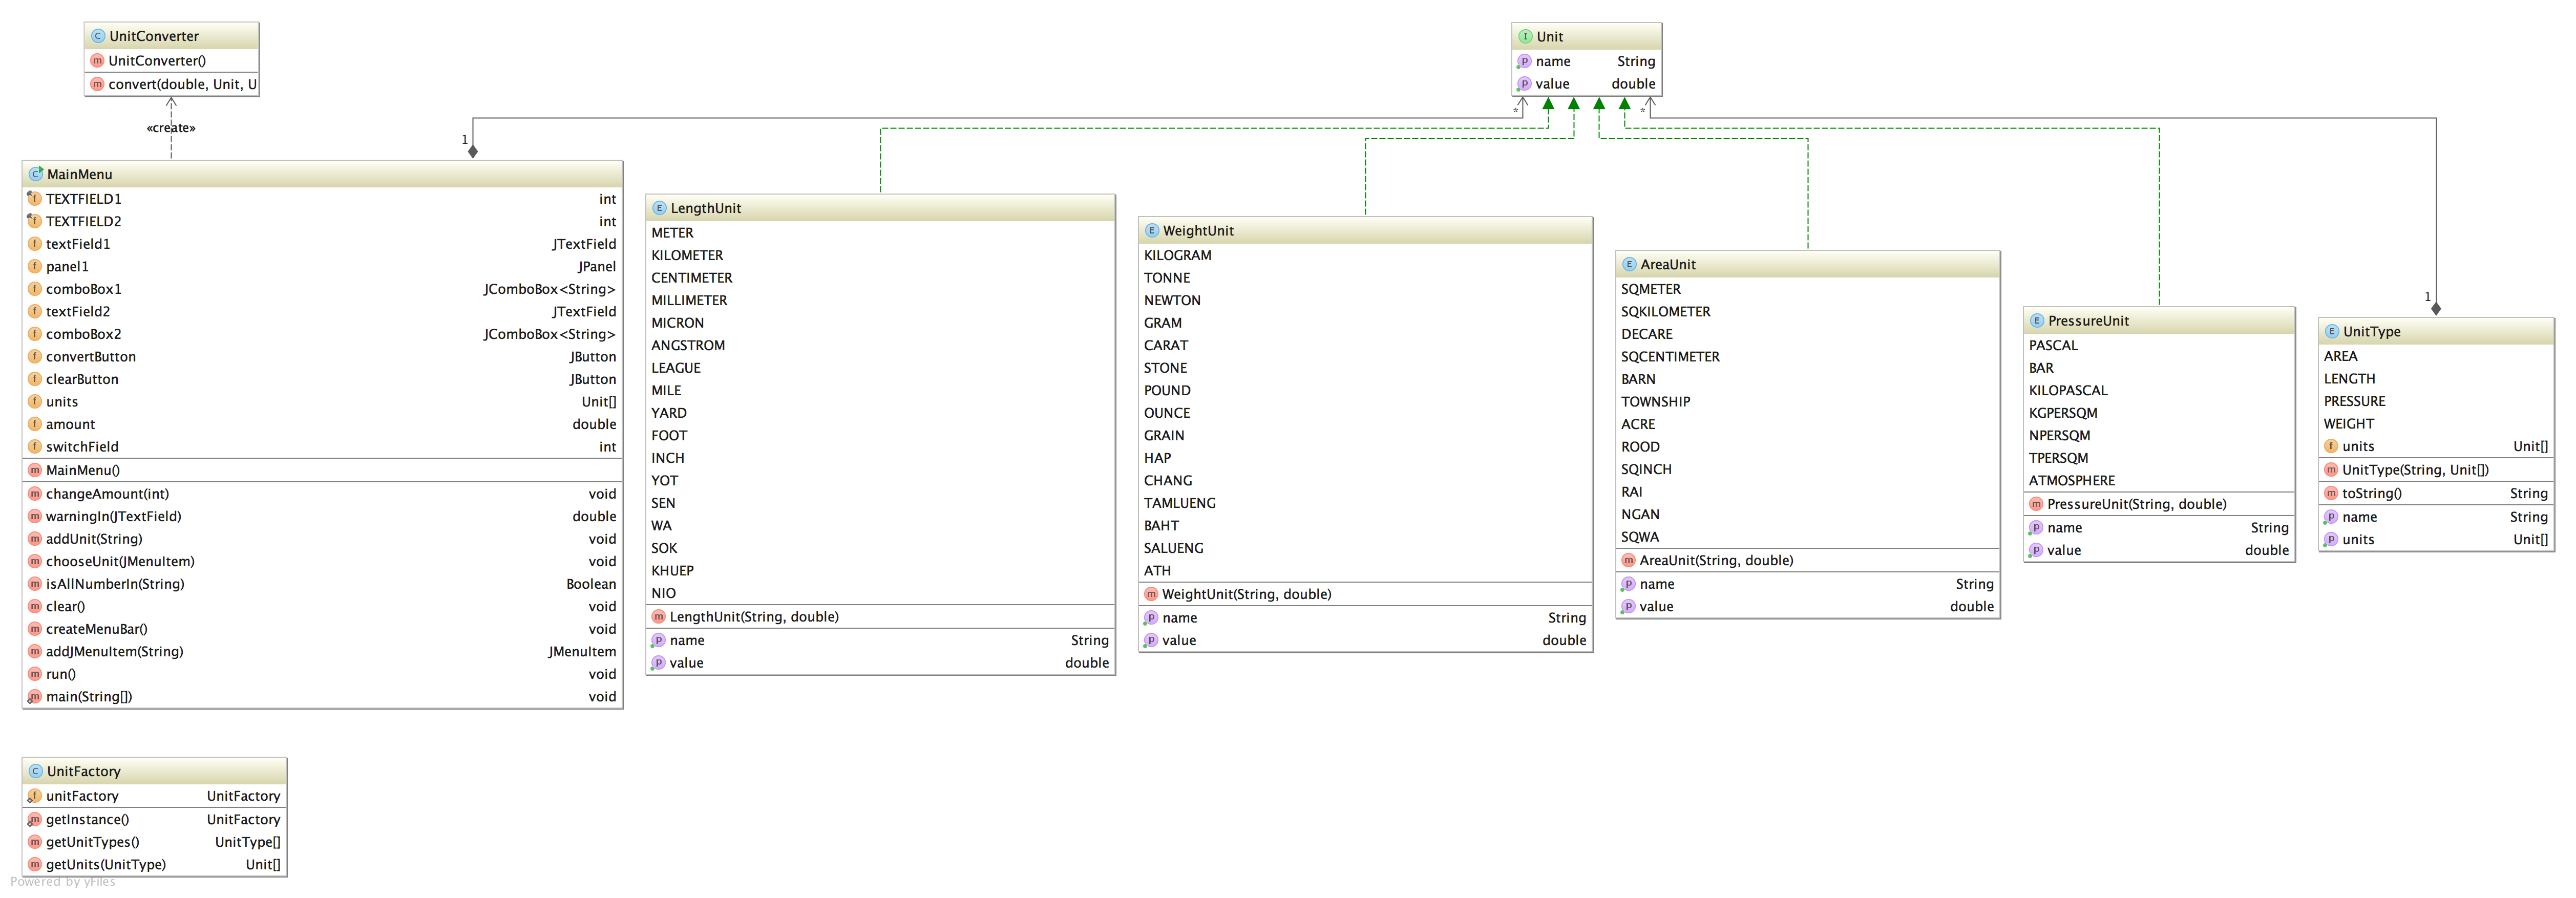 UnitConverter
UnitConverter()
convert(double, Unit, U
«create»
1
MainMenu
TEXTFIELD1 int
TEXTFIELD2 int
textField1 JTextField
panel1 JPanel
comboBox1 JComboBox<String>
textField2 JTextField
comboBox2 JComboBox<String>
convertButton JButton
clearButton JButton
units Unit[]
amount double
switchField int
MainMenu()
changeAmount(int) void
warningIn(JTextField) double
addUnit(String) void
chooseUnit(JMenuItem) void
isAllNumberIn(String) Boolean
clear() void
createMenuBar() void
addJMenuItem(String) JMenuItem
run() void
main(String[]) void
Unit
name String
value double
* *
LengthUnit
METER
KILOMETER
CENTIMETER
MILLIMETER
MICRON
ANGSTROM
LEAGUE
MILE
YARD
FOOT
INCH
YOT
SEN
WA
SOK
KHUEP
NIO
LengthUnit(String, double)
name String
value double
WeightUnit
KILOGRAM
TONNE
NEWTON
GRAM
CARAT
STONE
POUND
OUNCE
GRAIN
HAP
CHANG
TAMLUENG
BAHT
SALUENG
ATH
WeightUnit(String, double)
name String
value double
AreaUnit
SQMETER
SQKILOMETER
DECARE
SQCENTIMETER
BARN
TOWNSHIP
ACRE
ROOD
SQINCH
RAI
NGAN
SQWA
AreaUnit(String, double)
name String
value double
PressureUnit
PASCAL
BAR
KILOPASCAL
KGPERSQM
NPERSQM
TPERSQM
ATMOSPHERE
PressureUnit(String, double)
name String
value double
1
UnitType
AREA
LENGTH
PRESSURE
WEIGHT
units Unit[]
UnitType(String, Unit[])
toString() String
name String
units Unit[]
UnitFactory
unitFactory UnitFactory
getInstance() UnitFactory
getUnitTypes() UnitType[]
getUnits(UnitType) Unit[]
Powered by yFiles